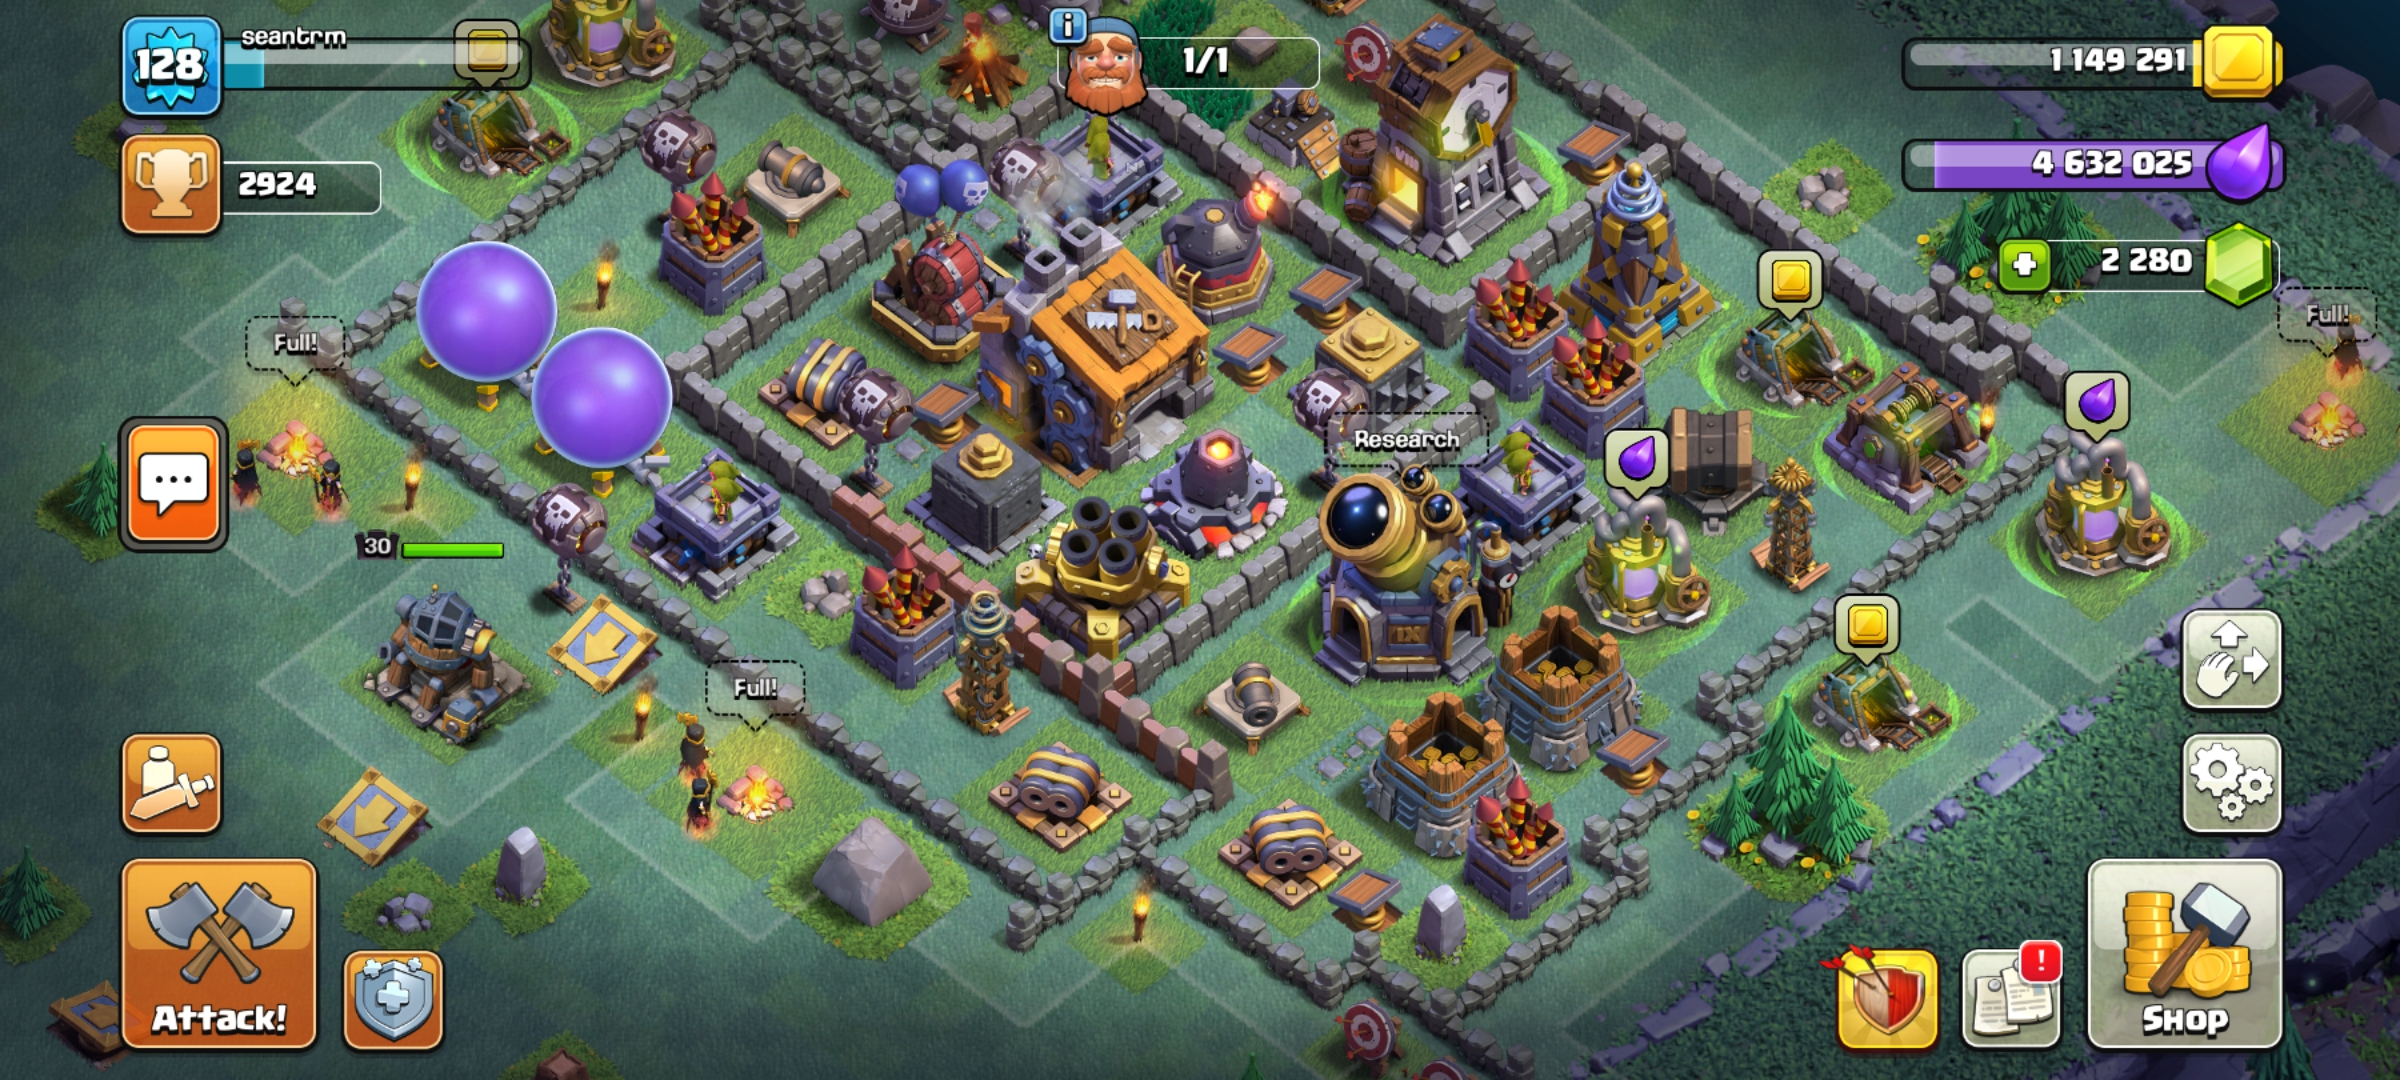 seantrm
128
1/1
1 149 291
2924
4 632 025
2 280
Full!
Full!
Research
30
Full!
IX
Attack!
!
Shop